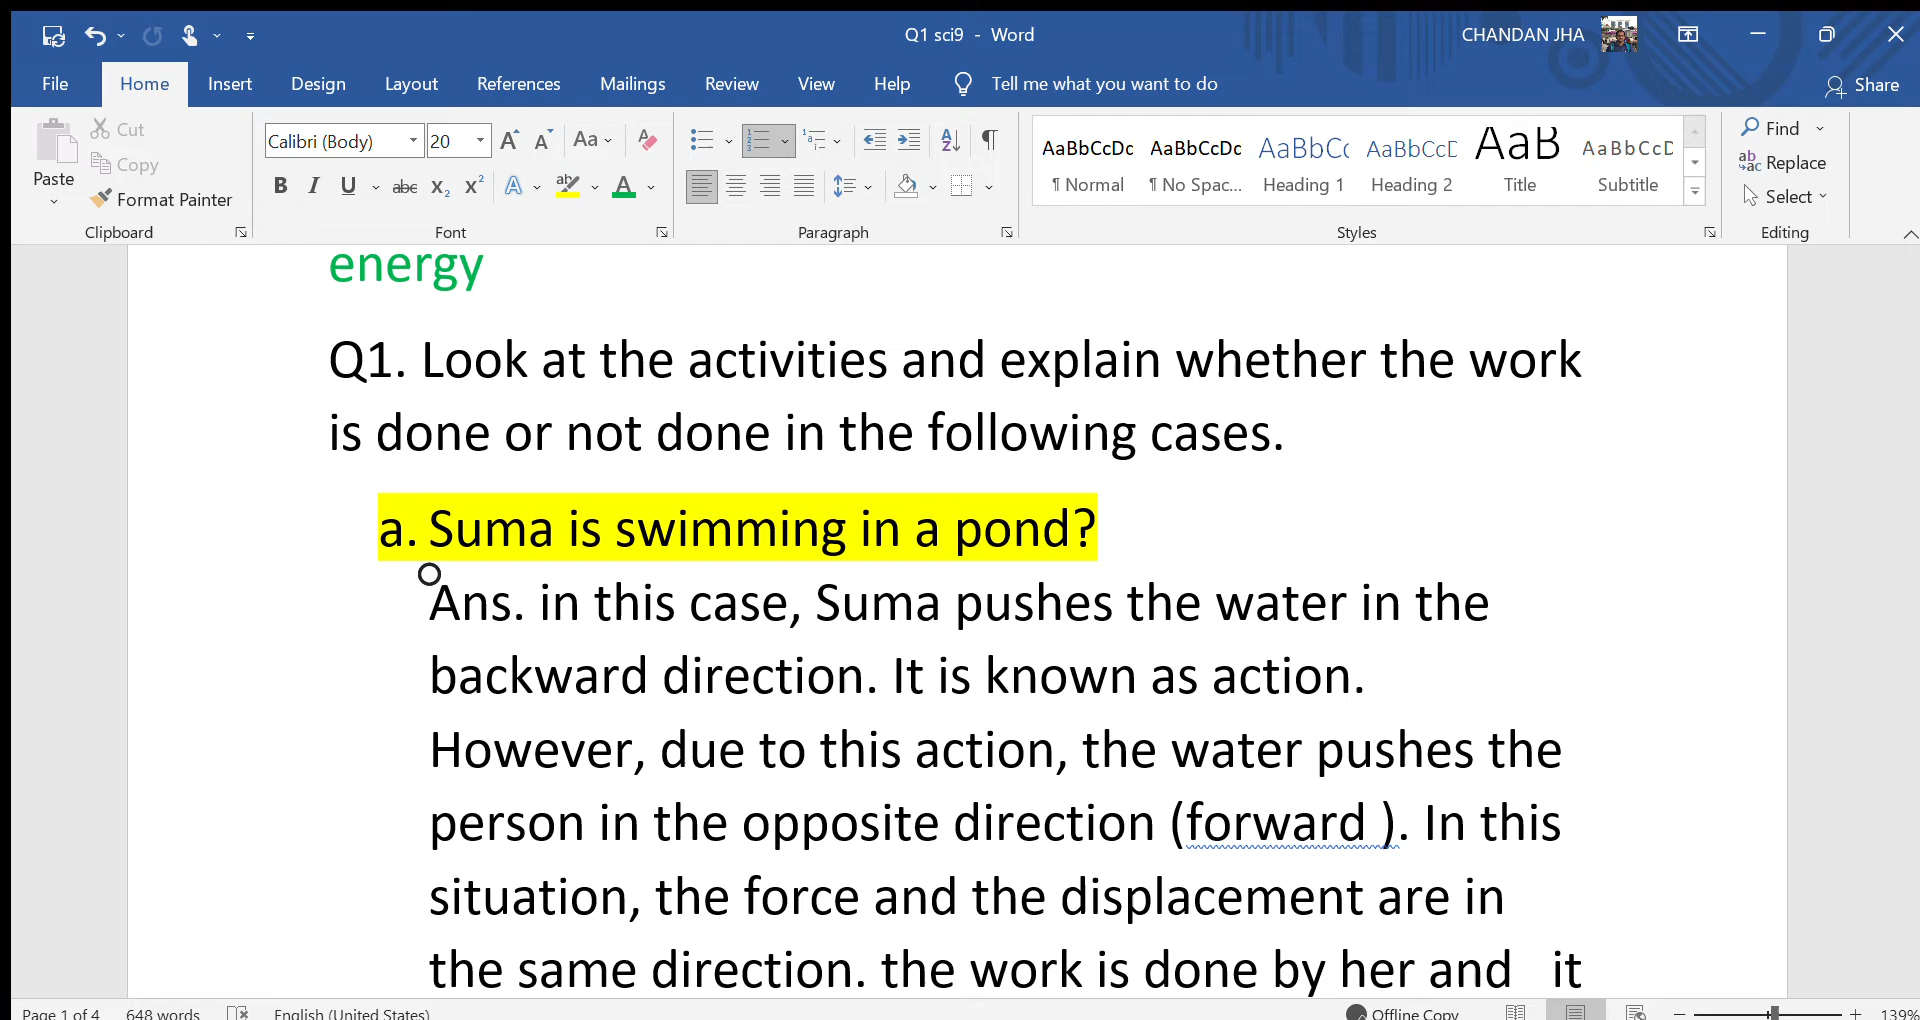 Q1 sci9 - Word
CHANDAN JHA
File Home Insert Design Layout References Mailings Review View Help Tell me what you want to do
Share
Paste
Cut
Copy
Format Painter
Clipboard
Calibri (Body) 20
Aa
B I U abc X2 X2 A ab A
Font
Paragraph
AaBbCcDc AaBbCcDc AaBbCc AaBbCcD AaB AaBbCcD
¶ Normal ¶ No Spac... Heading 1 Heading 2 Title Subtitle
Styles
Find
Replace
Select
Editing
energy
Q1. Look at the activities and explain whether the work
is done or not done in the following cases.
a. Suma is swimming in a pond?
Ans. in this case, Suma pushes the water in the
backward direction. It is known as action.
However, due to this action, the water pushes the
person in the opposite direction (forward ). In this
situation, the force and the displacement are in
the same direction. the work is done by her and it
Page 1 of 4 648 words English (United States) Offline Copy 139%